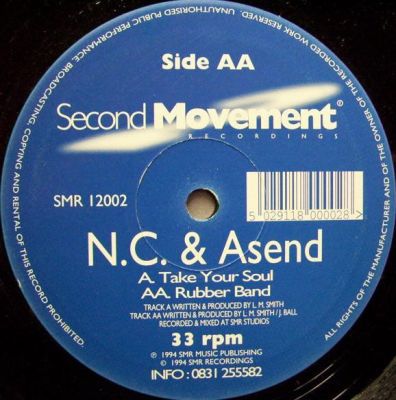 Side AA
Second Movement®
RECORDINGS
SMR 12002
5 029118 000028 >
N.C. & Asend
A. Take Your Soul
AA. Rubber Band
TRACK A WRITTEN & PRODUCED BY L. M. SMITH
TRACK AA WRITTEN & PRODUCED BY L. M. SMITH / J. BALL
RECORDED & MIXED AT SMR STUDIOS
33 rpm
℗ 1994 SMR MUSIC PUBLISHING
© 1994 SMR RECORDINGS
INFO : 0831 255582
ALL RIGHTS OF THE MANUFACTURER AND OF THE OWNER OF THE RECORDED WORK RESERVED. UNAUTHORISED PUBLIC PERFORMANCE, BROADCASTING, COPYING AND RENTAL OF THIS RECORD PROHIBITED.